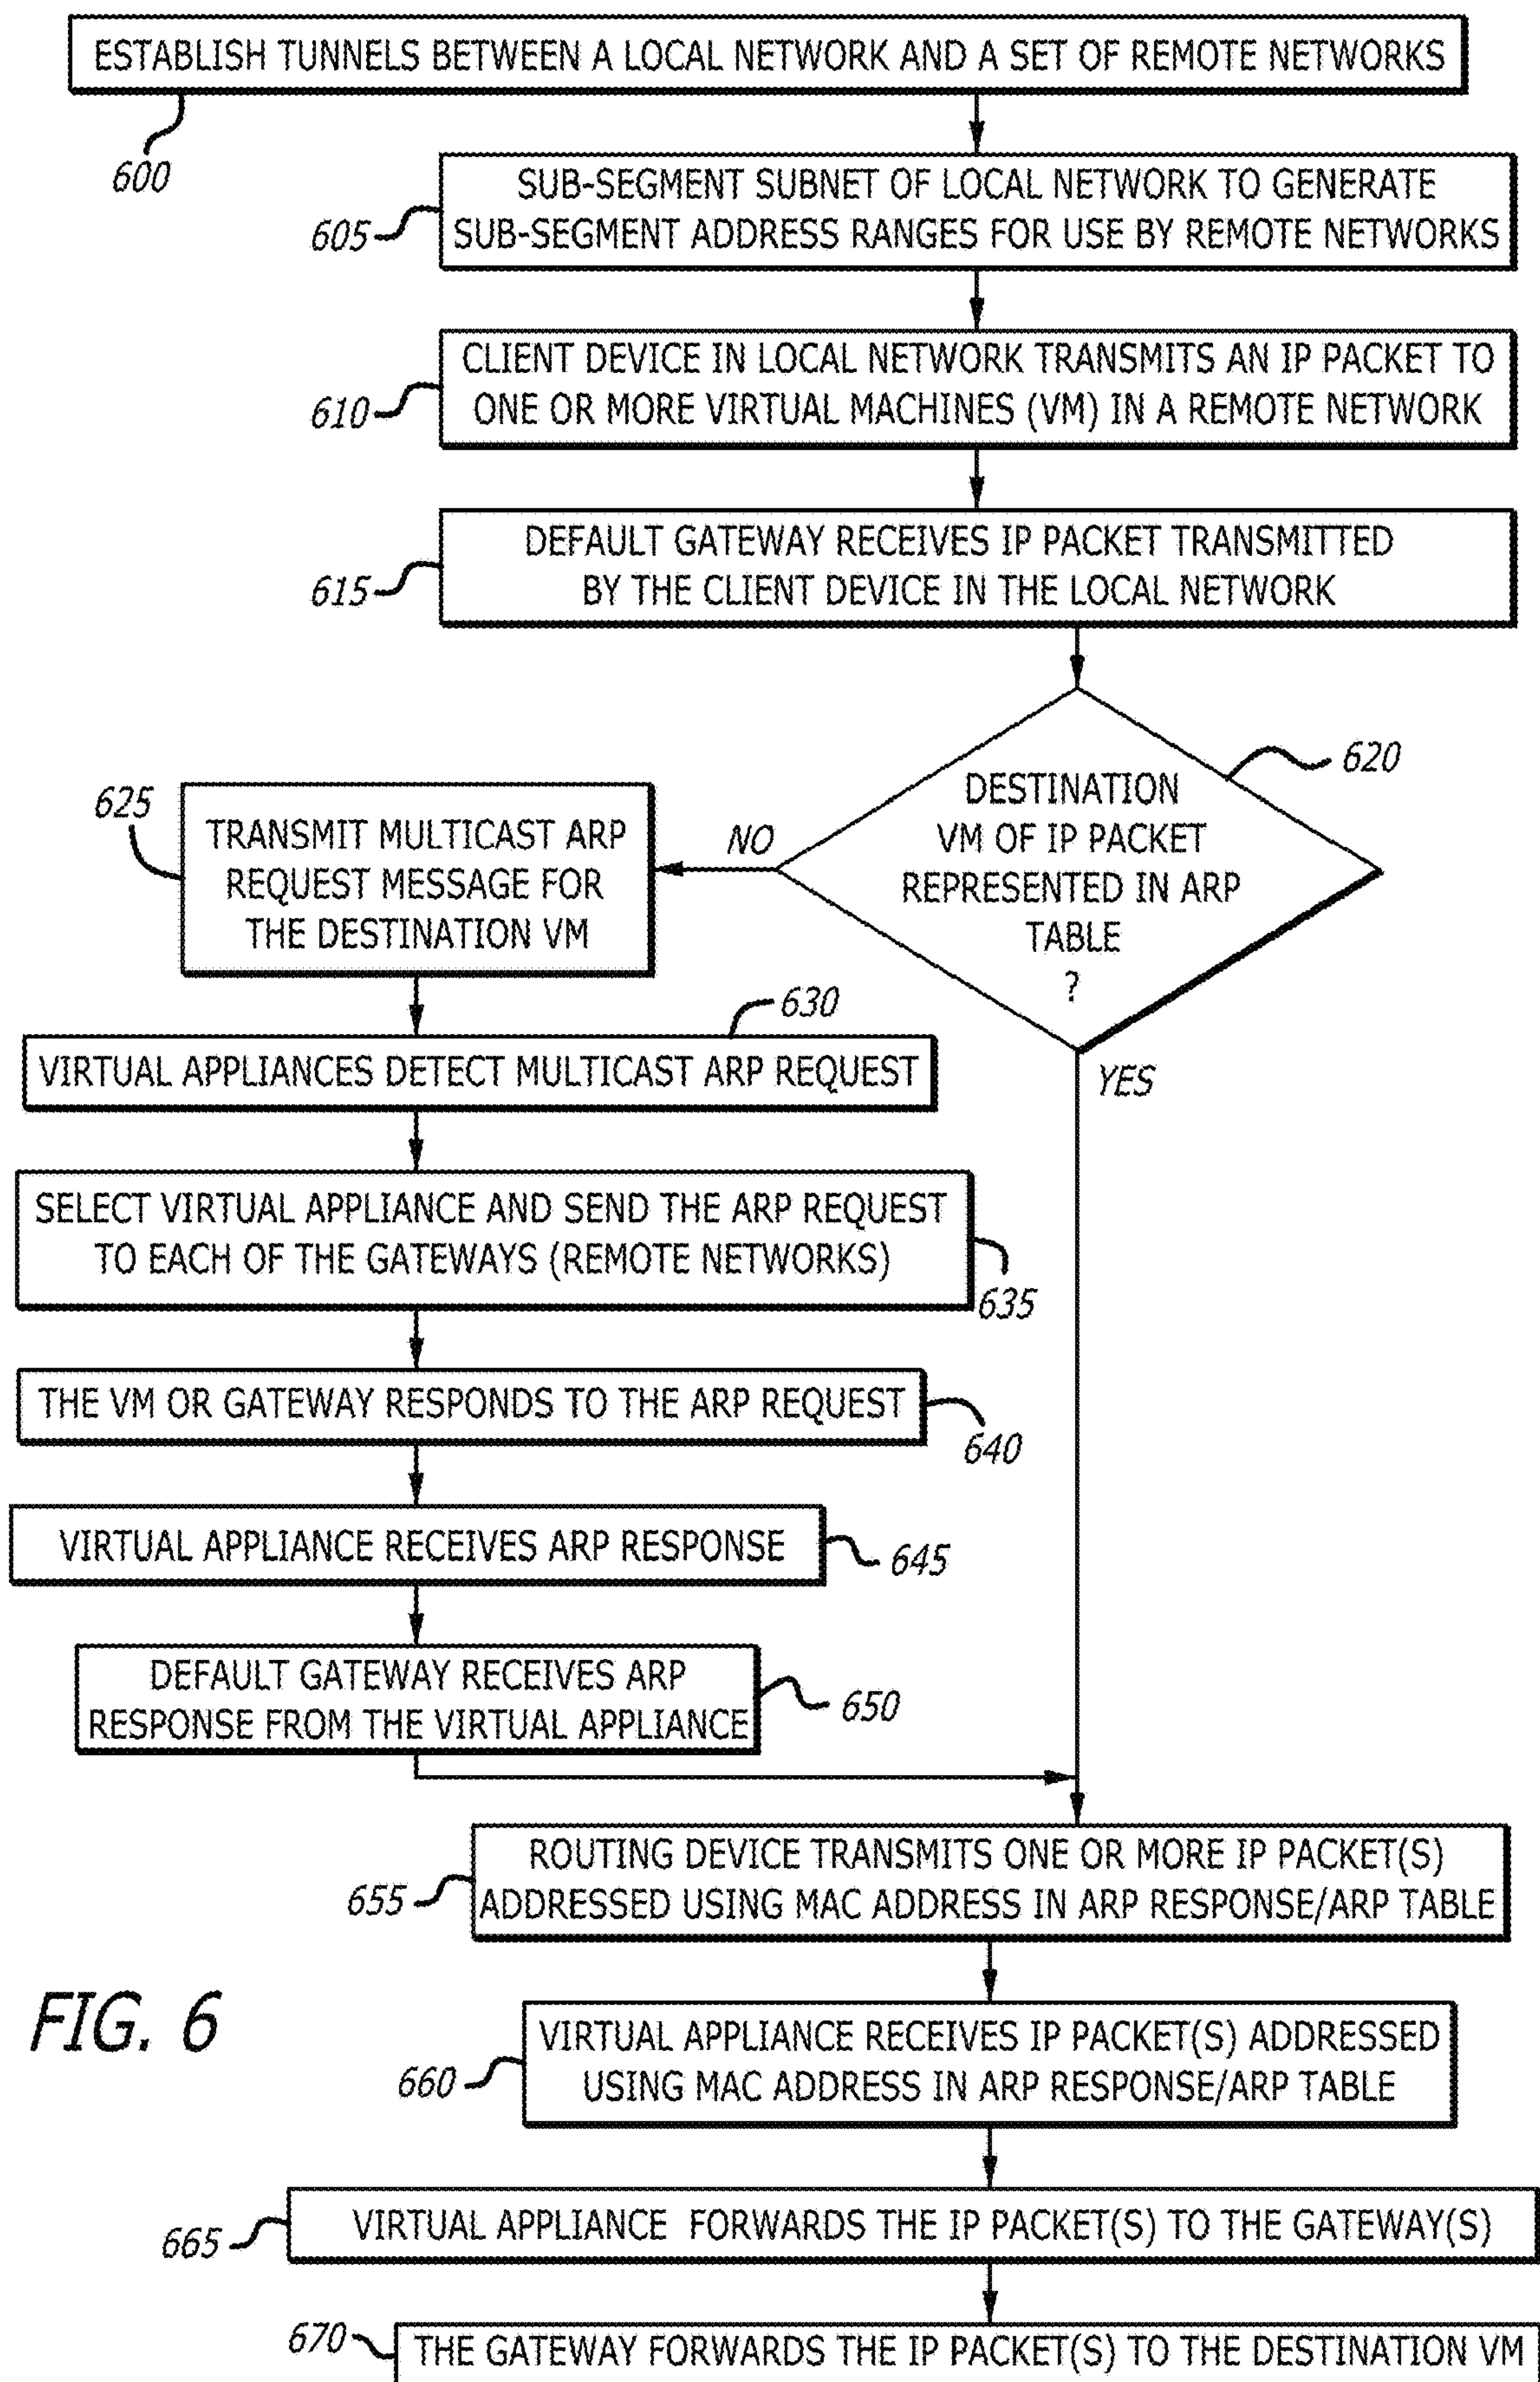 ESTABLISH TUNNELS BETWEEN A LOCAL NETWORK AND A SET OF REMOTE NETWORKS
600
SUB-SEGMENT SUBNET OF LOCAL NETWORK TO GENERATE
SUB-SEGMENT ADDRESS RANGES FOR USE BY REMOTE NETWORKS
605
CLIENT DEVICE IN LOCAL NETWORK TRANSMITS AN IP PACKET TO
ONE OR MORE VIRTUAL MACHINES (VM) IN A REMOTE NETWORK
610
DEFAULT GATEWAY RECEIVES IP PACKET TRANSMITTED
BY THE CLIENT DEVICE IN THE LOCAL NETWORK
615
620
DESTINATION
VM OF IP PACKET
REPRESENTED IN ARP
TABLE
?
NO
YES
625
TRANSMIT MULTICAST ARP
REQUEST MESSAGE FOR
THE DESTINATION VM
630
VIRTUAL APPLIANCES DETECT MULTICAST ARP REQUEST
SELECT VIRTUAL APPLIANCE AND SEND THE ARP REQUEST
TO EACH OF THE GATEWAYS (REMOTE NETWORKS)
635
THE VM OR GATEWAY RESPONDS TO THE ARP REQUEST
640
VIRTUAL APPLIANCE RECEIVES ARP RESPONSE
645
DEFAULT GATEWAY RECEIVES ARP
RESPONSE FROM THE VIRTUAL APPLIANCE
650
ROUTING DEVICE TRANSMITS ONE OR MORE IP PACKET(S)
ADDRESSED USING MAC ADDRESS IN ARP RESPONSE/ARP TABLE
655
FIG. 6
VIRTUAL APPLIANCE RECEIVES IP PACKET(S) ADDRESSED
USING MAC ADDRESS IN ARP RESPONSE/ARP TABLE
660
VIRTUAL APPLIANCE FORWARDS THE IP PACKET(S) TO THE GATEWAY(S)
665
670
THE GATEWAY FORWARDS THE IP PACKET(S) TO THE DESTINATION VM